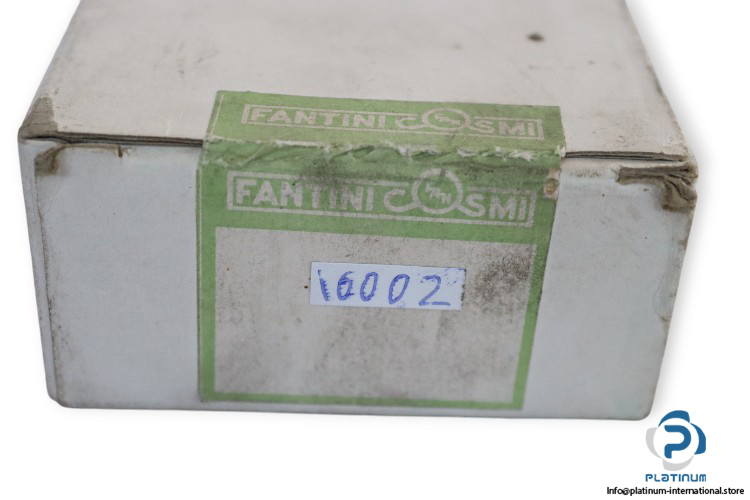 FANTINI COSMI
FANTINI COSMI
16002
PLATINUM
Info@platinum-international.store